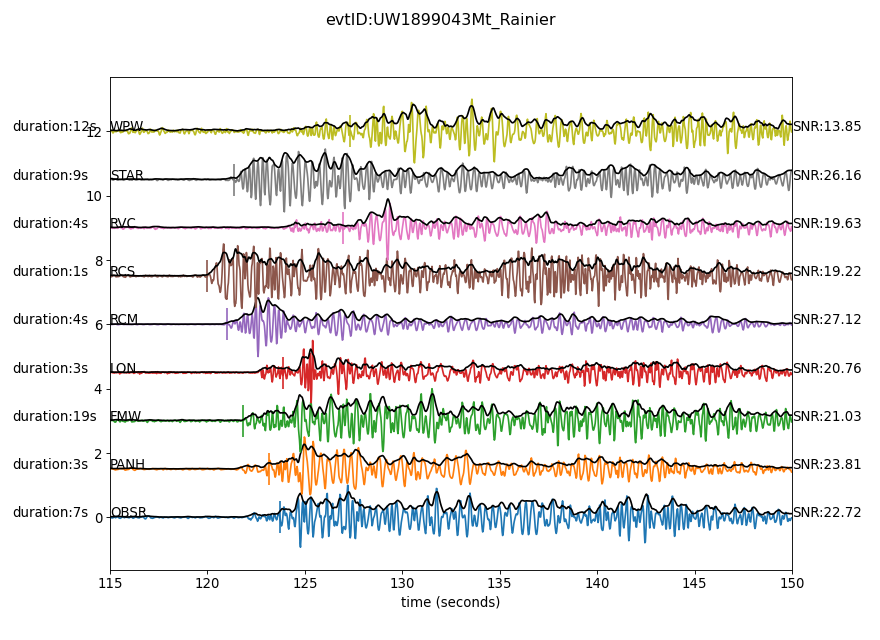 evtID:UW1899043Mt_Rainier
duration:12s WPW SNR:13.85
12
duration:9s STAR SNR:26.16
10
duration:4s RVC SNR:19.63
8
duration:1s RCS SNR:19.22
duration:4s RCM SNR:27.12
6
duration:3s LON SNR:20.76
4
duration:19s FMW SNR:21.03
2
duration:3s PANH SNR:23.81
duration:7s OBSR SNR:22.72
0
115 120 125 130 135 140 145 150
time (seconds)